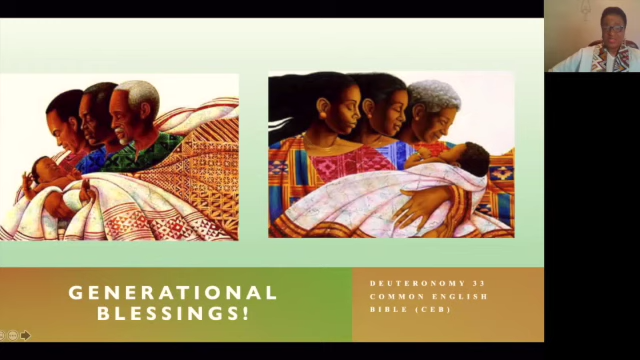 GENERATIONAL
BLESSINGS!
DEUTERONOMY 33
COMMON ENGLISH
BIBLE (CEB)